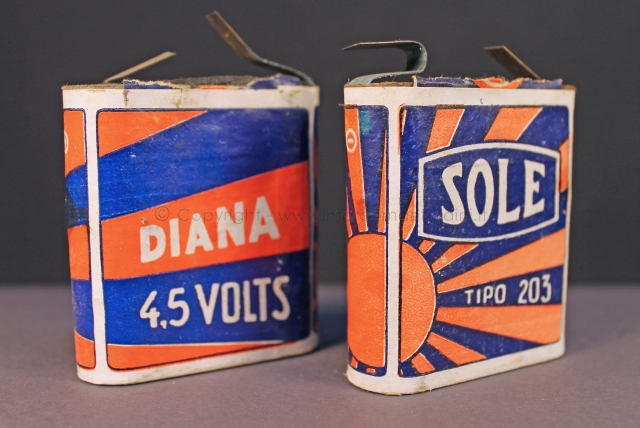 DIANA
4,5 VOLTS
SOLE
TIPO 203